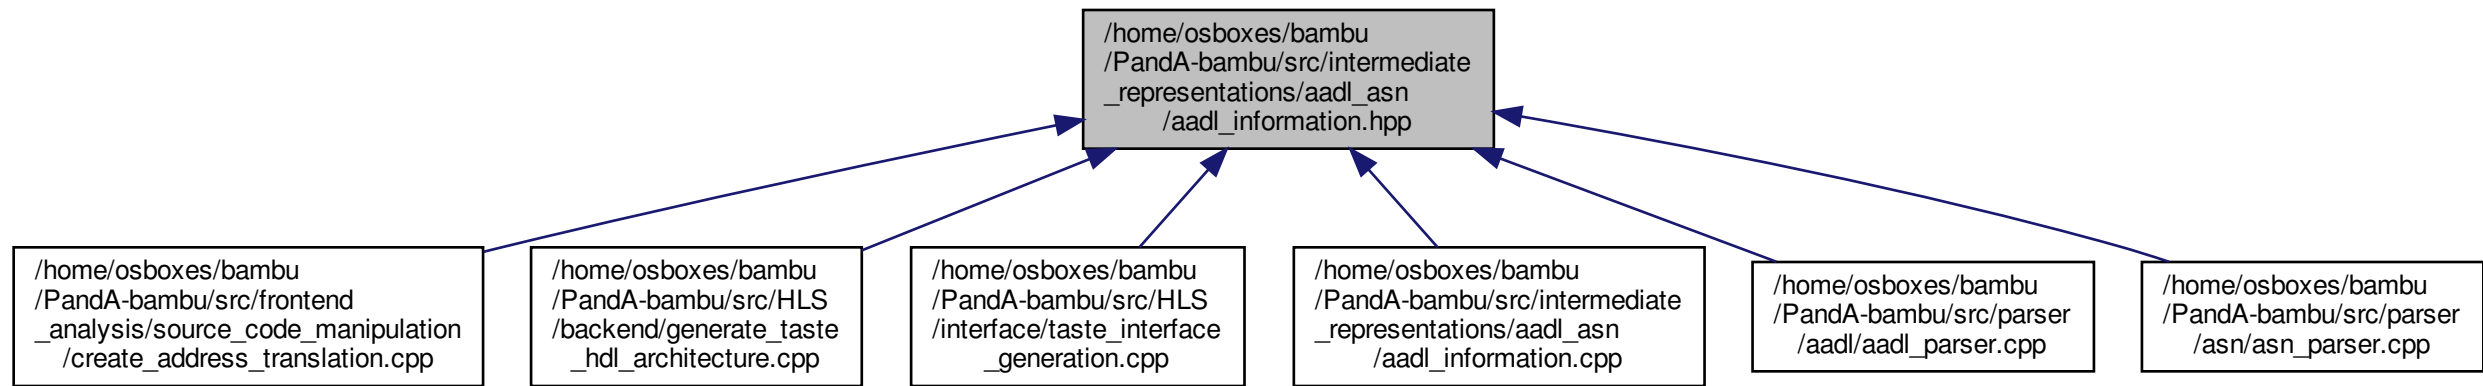 /home/osboxes/bambu
/PandA-bambu/src/intermediate
_representations/aadl_asn
/aadl_information.hpp
/home/osboxes/bambu
/PandA-bambu/src/frontend
_analysis/source_code_manipulation
/create_address_translation.cpp
/home/osboxes/bambu
/PandA-bambu/src/HLS
/backend/generate_taste
_hdl_architecture.cpp
/home/osboxes/bambu
/PandA-bambu/src/HLS
/interface/taste_interface
_generation.cpp
/home/osboxes/bambu
/PandA-bambu/src/intermediate
_representations/aadl_asn
/aadl_information.cpp
/home/osboxes/bambu
/PandA-bambu/src/parser
/aadl/aadl_parser.cpp
/home/osboxes/bambu
/PandA-bambu/src/parser
/asn/asn_parser.cpp